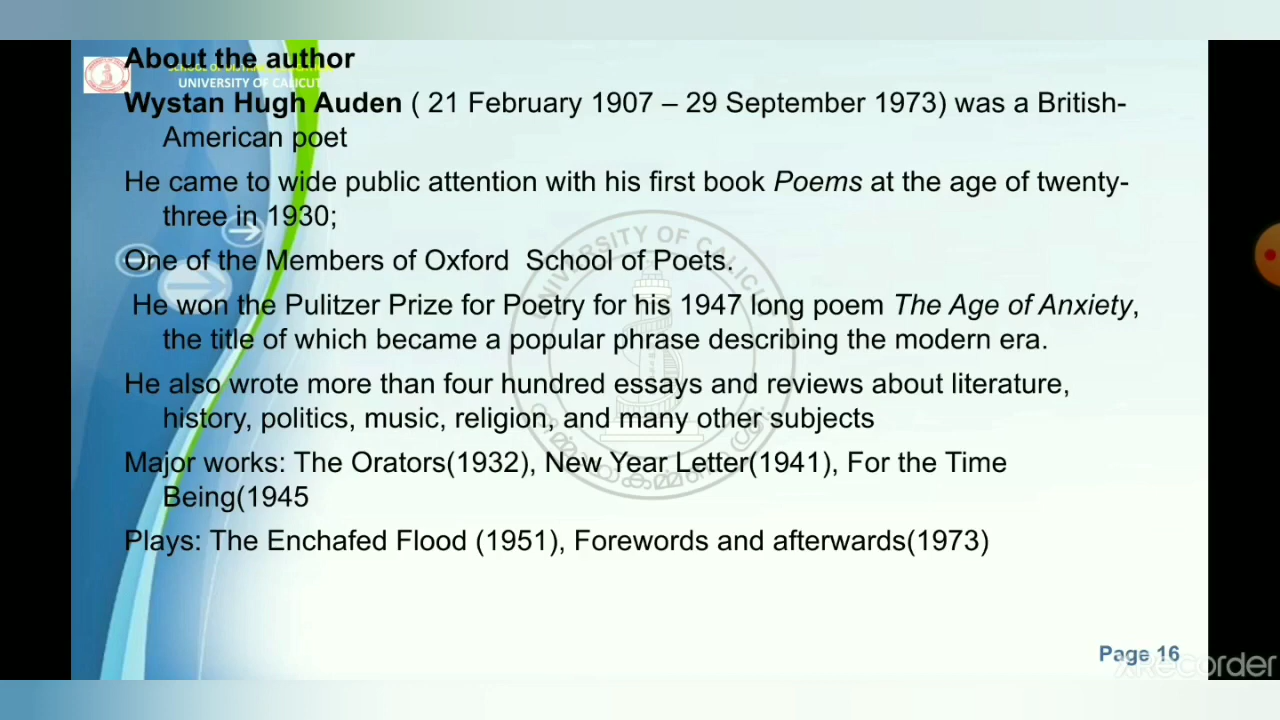 About the author
UNIVERSITY OF CALICUT
Wystan Hugh Auden ( 21 February 1907 – 29 September 1973) was a British-
American poet
He came to wide public attention with his first book Poems at the age of twenty-
three in 1930;
One of the Members of Oxford School of Poets.
He won the Pulitzer Prize for Poetry for his 1947 long poem The Age of Anxiety,
the title of which became a popular phrase describing the modern era.
He also wrote more than four hundred essays and reviews about literature,
history, politics, music, religion, and many other subjects
Major works: The Orators(1932), New Year Letter(1941), For the Time
Being(1945
Plays: The Enchafed Flood (1951), Forewords and afterwards(1973)
UNIVERSITY OF CALICUT
Page 16
XRecorder